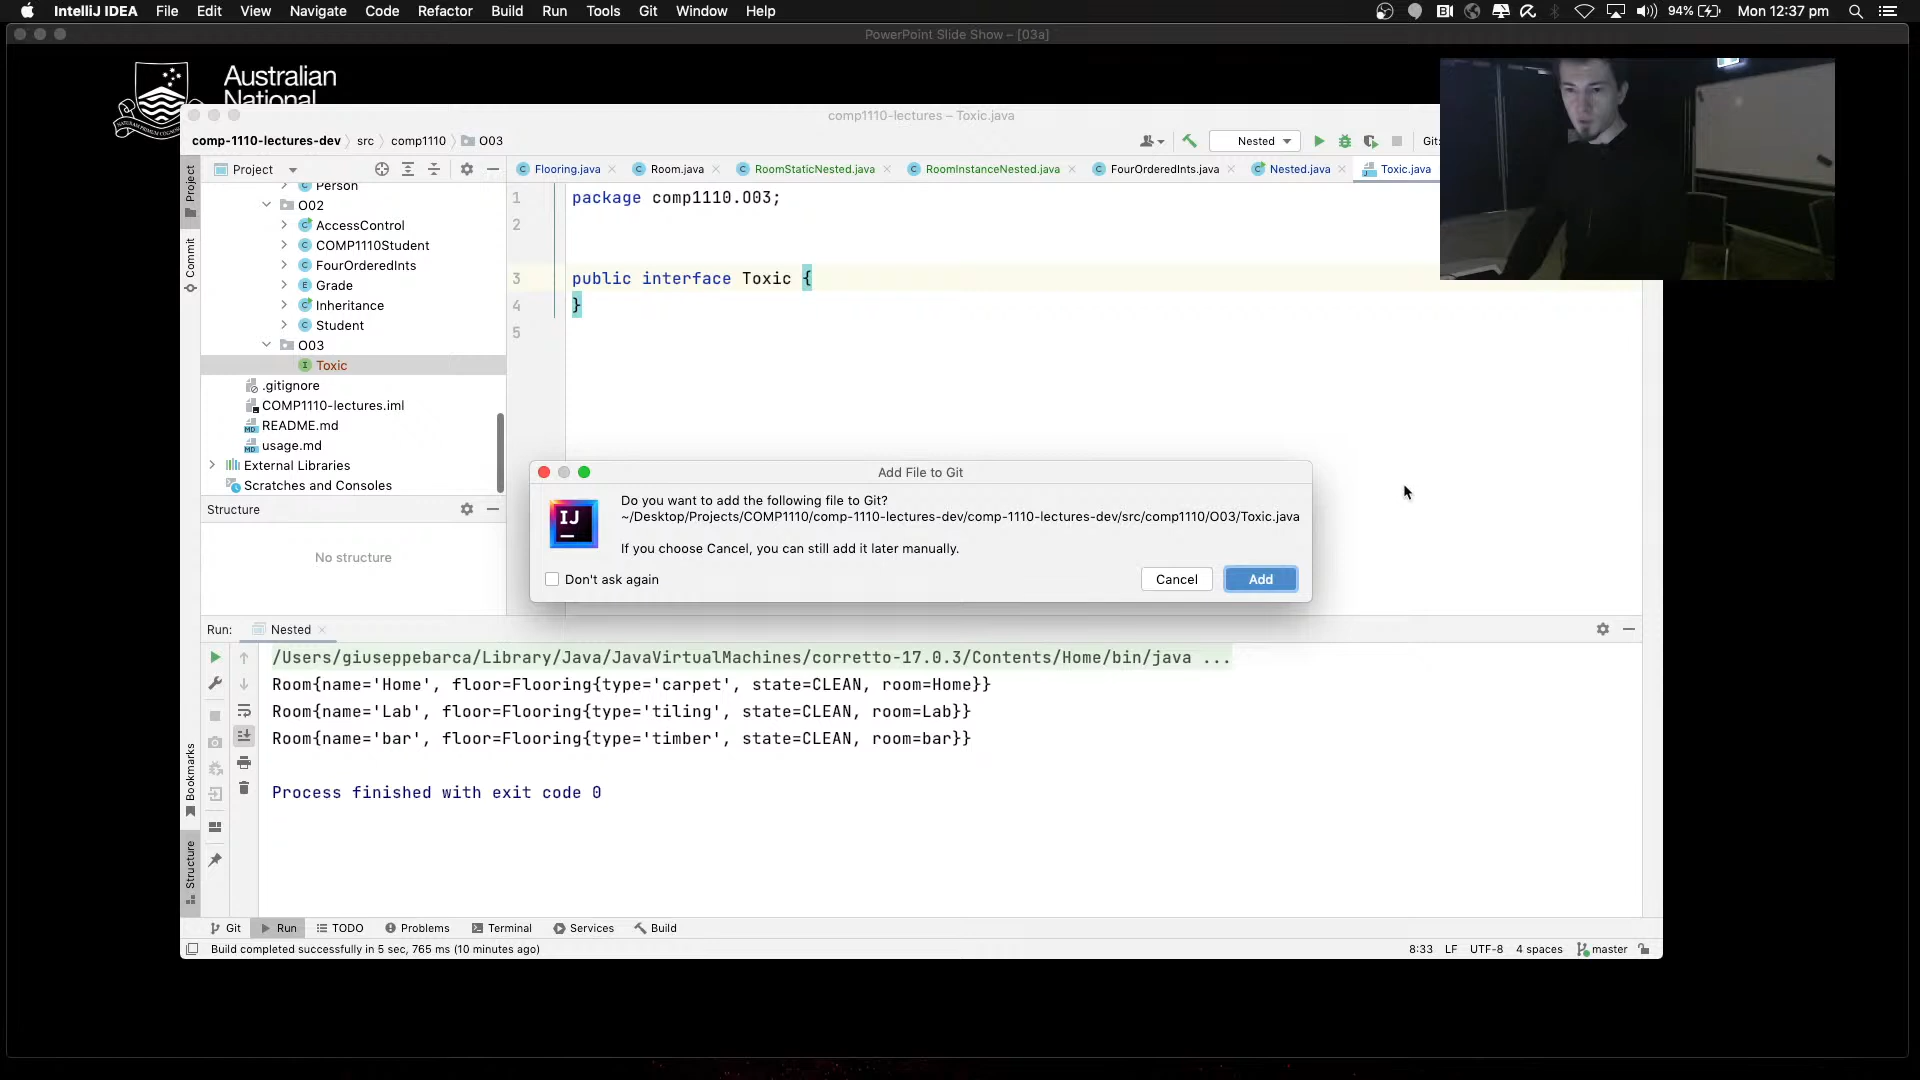 IntelliJ IDEA File Edit View Navigate Code Refactor Build Run Tools Git Window Help 94% Mon 12:37 pm
PowerPoint Slide Show – [03a]
Australian
National
comp1110-lectures – Toxic.java
comp-1110-lectures-dev src comp1110 O03 Nested Git:
Project Flooring.java Room.java RoomStaticNested.java RoomInstanceNested.java FourOrderedInts.java Nested.java Toxic.java
Project
Commit
Bookmarks
Structure
Person
O02
AccessControl
COMP1110Student
FourOrderedInts
Grade
Inheritance
Student
O03
Toxic
.gitignore
COMP1110-lectures.iml
README.md
usage.md
External Libraries
Scratches and Consoles
Structure
No structure
1 package comp1110.O03;
2
3 public interface Toxic {
4 }
5
Add File to Git
IJ
Do you want to add the following file to Git?
~/Desktop/Projects/COMP1110/comp-1110-lectures-dev/comp-1110-lectures-dev/src/comp1110/O03/Toxic.java
If you choose Cancel, you can still add it later manually.
Don't ask again Cancel Add
Run: Nested
/Users/giuseppebarca/Library/Java/JavaVirtualMachines/corretto-17.0.3/Contents/Home/bin/java ...
Room{name='Home', floor=Flooring{type='carpet', state=CLEAN, room=Home}}
Room{name='Lab', floor=Flooring{type='tiling', state=CLEAN, room=Lab}}
Room{name='bar', floor=Flooring{type='timber', state=CLEAN, room=bar}}
Process finished with exit code 0
Git Run TODO Problems Terminal Services Build
Build completed successfully in 5 sec, 765 ms (10 minutes ago) 8:33 LF UTF-8 4 spaces master